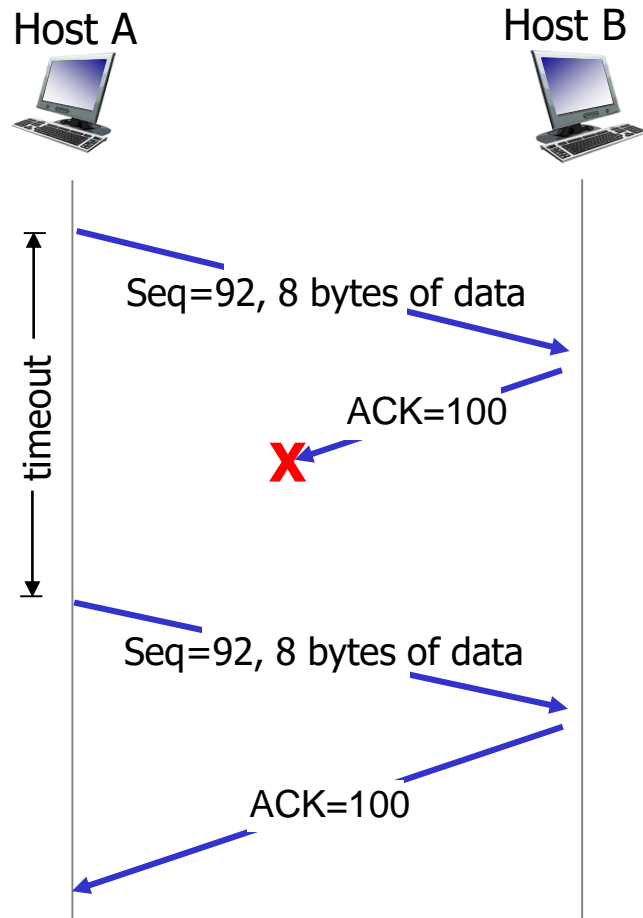 Host A
Host B
Seq=92, 8 bytes of data
ACK=100
X
timeout
Seq=92, 8 bytes of data
ACK=100